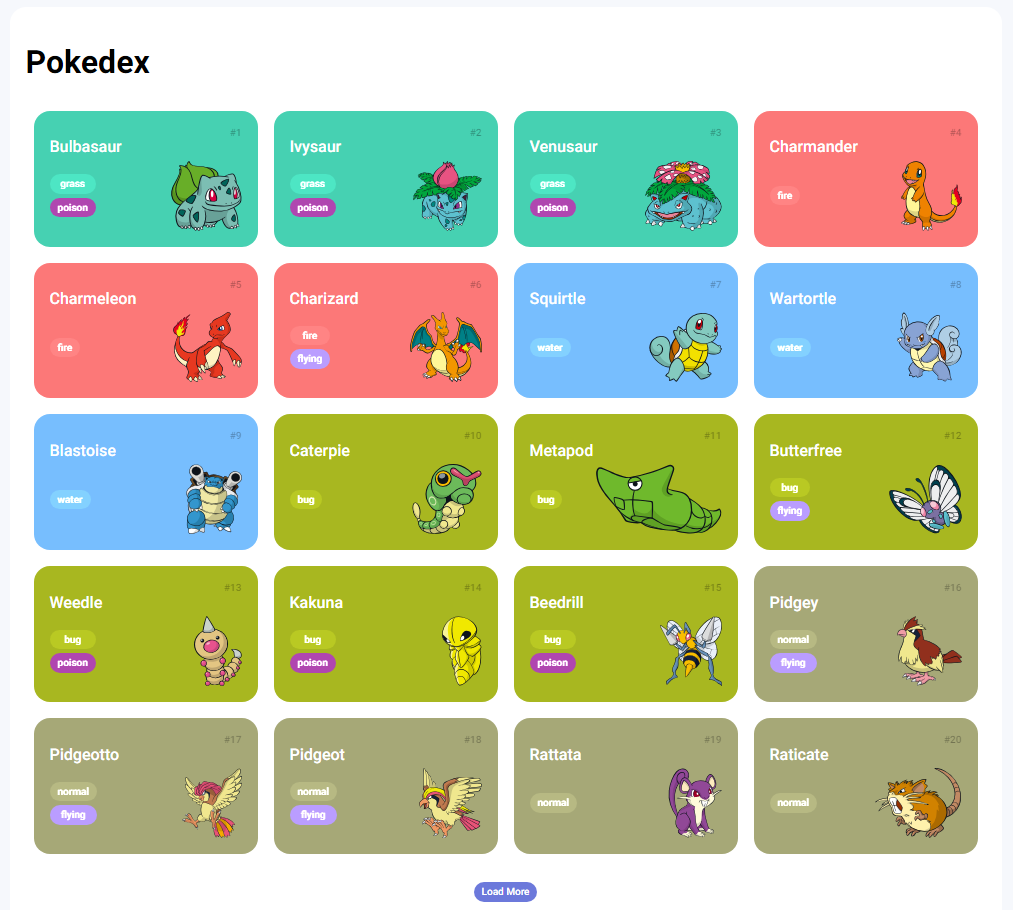 Pokedex
#1
Bulbasaur
grass
poison
#2
Ivysaur
grass
poison
#3
Venusaur
grass
poison
#4
Charmander
fire
#5
Charmeleon
fire
#6
Charizard
fire
flying
#7
Squirtle
water
#8
Wartortle
water
#9
Blastoise
water
#10
Caterpie
bug
#11
Metapod
bug
#12
Butterfree
bug
flying
#13
Weedle
bug
poison
#14
Kakuna
bug
poison
#15
Beedrill
bug
poison
#16
Pidgey
normal
flying
#17
Pidgeotto
normal
flying
#18
Pidgeot
normal
flying
#19
Rattata
normal
#20
Raticate
normal
Load More